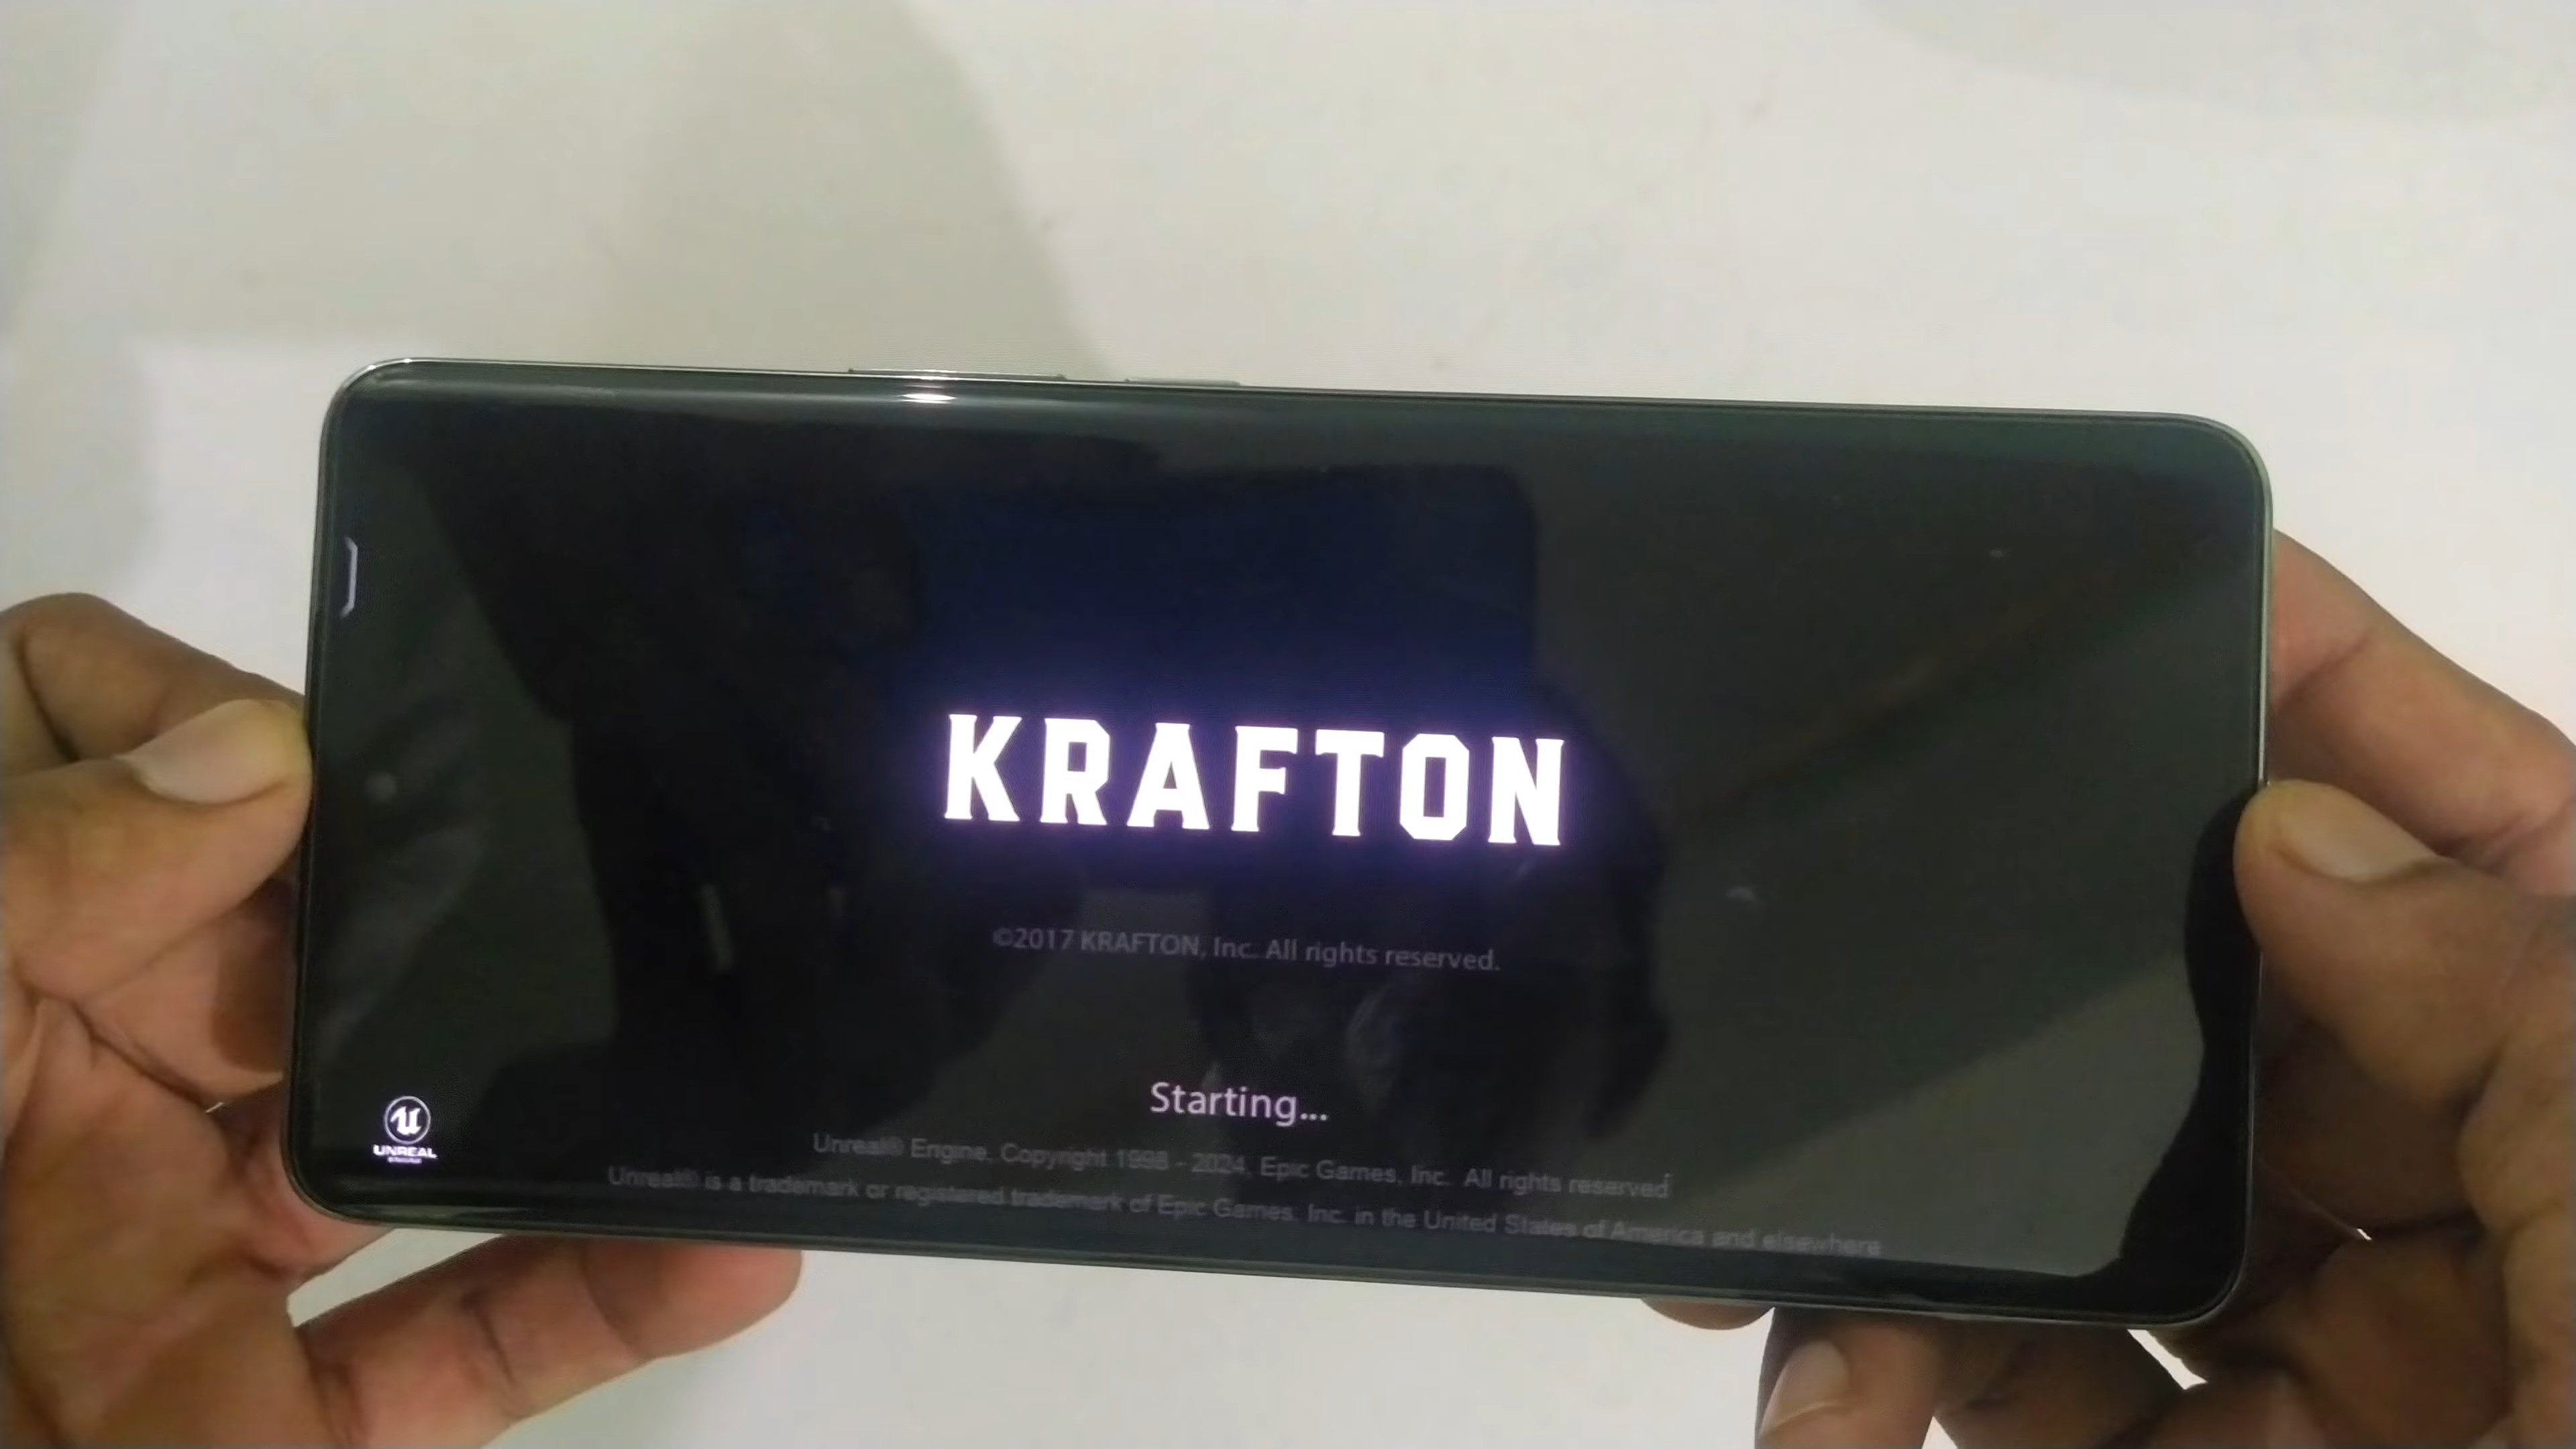 KRAFTON
©2017 KRAFTON, Inc. All rights reserved.
Starting...
UNREAL
ENGINE
Unreal® Engine, Copyright 1998 - 2024, Epic Games, Inc. All rights reserved
Unreal® is a trademark or registered trademark of Epic Games, Inc. in the United States of America and elsewhere